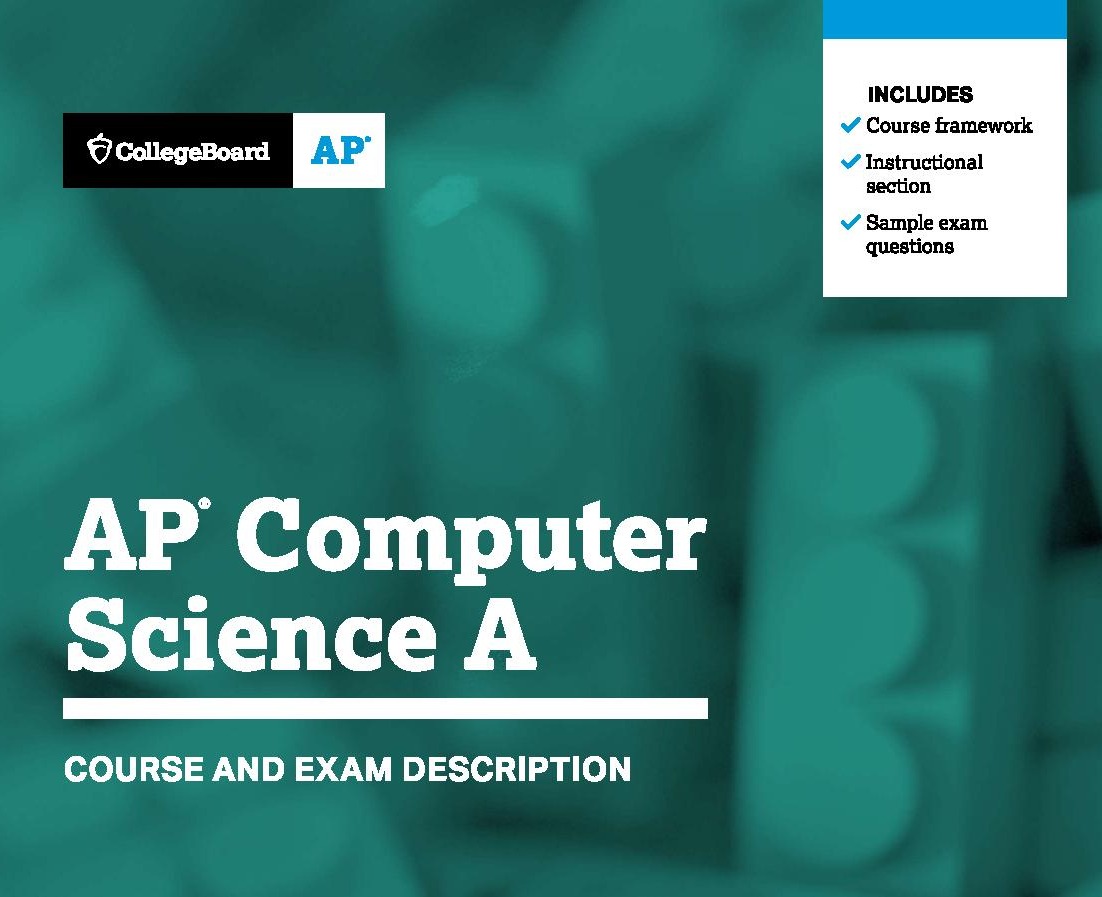 CollegeBoard
AP®
INCLUDES
Course framework
Instructional
section
Sample exam
questions
AP® Computer
Science A
COURSE AND EXAM DESCRIPTION